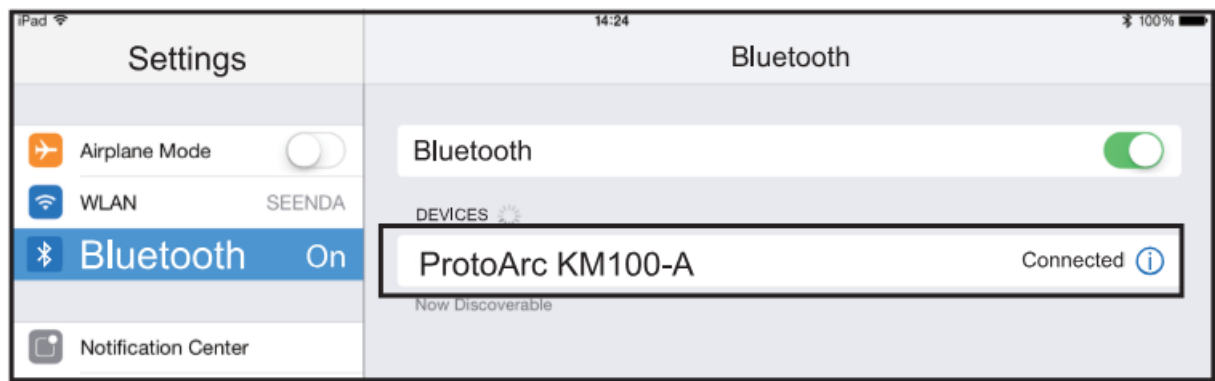 iPad 14:24 100%
Settings
Bluetooth
Airplane Mode
WLAN SEENDA
Bluetooth On
Notification Center
Bluetooth
DEVICES
ProtoArc KM100-A Connected i
Now Discoverable